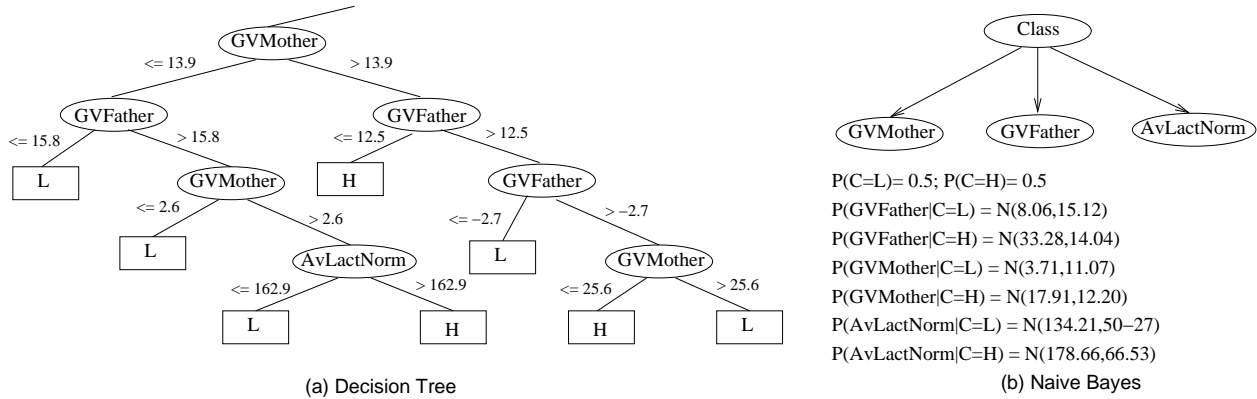 GVMother
<= 13.9
> 13.9
GVFather
GVFather
<= 15.8
> 15.8
<= 12.5
> 12.5
L
GVMother
H
GVFather
<= 2.6
> 2.6
<= −2.7
> −2.7
L
AvLactNorm
L
GVMother
<= 162.9
> 162.9
<= 25.6
> 25.6
L
H
H
L
(a) Decision Tree
Class
GVMother
GVFather
AvLactNorm
P(C=L)= 0.5; P(C=H)= 0.5
P(GVFather|C=L) = N(8.06,15.12)
P(GVFather|C=H) = N(33.28,14.04)
P(GVMother|C=L) = N(3.71,11.07)
P(GVMother|C=H) = N(17.91,12.20)
P(AvLactNorm|C=L) = N(134.21,50−27)
P(AvLactNorm|C=H) = N(178.66,66.53)
(b) Naive Bayes